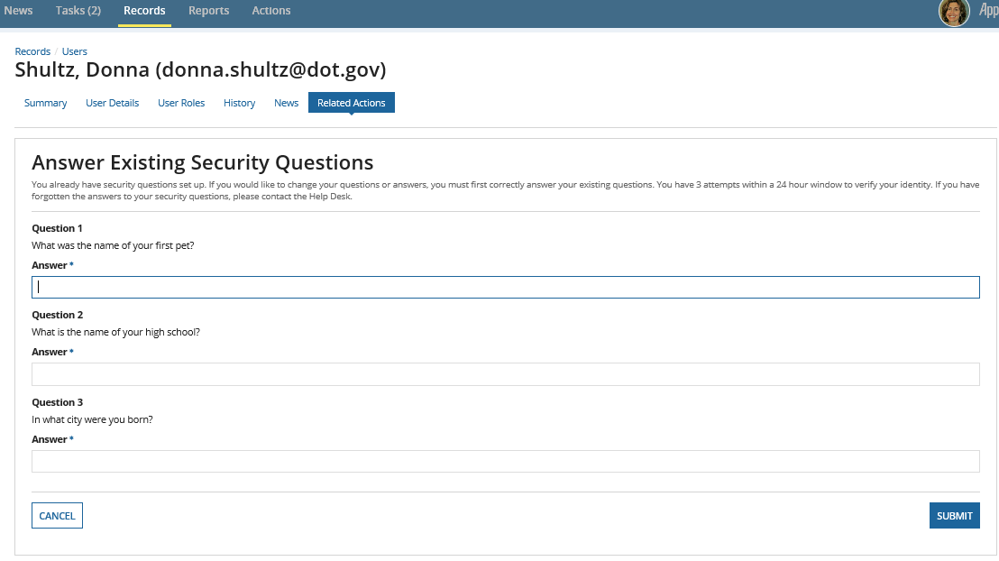 News Tasks (2) Records Reports Actions
Records / Users
Shultz, Donna (donna.shultz@dot.gov)
Summary User Details User Roles History News Related Actions
Answer Existing Security Questions
You already have security questions set up. If you would like to change your questions or answers, you must first correctly answer your existing questions. You have 3 attempts within a 24 hour window to verify your identity. If you have
forgotten the answers to your security questions, please contact the Help Desk.
Question 1
What was the name of your first pet?
Answer *
Question 2
What is the name of your high school?
Answer *
Question 3
In what city were you born?
Answer *
CANCEL SUBMIT